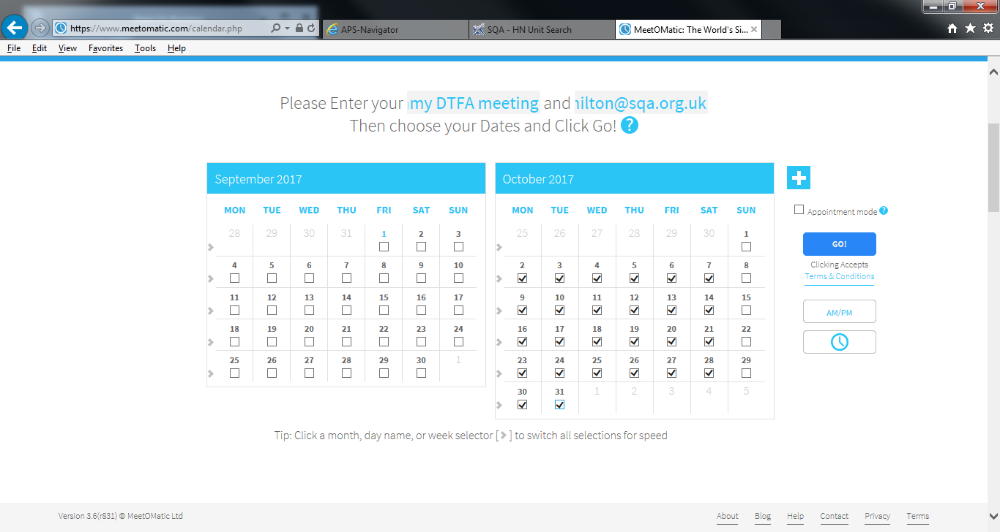 https://www.meetomatic.com/calendar.php
APS-Navigator
SQA - HN Unit Search
MeetOMatic: The World's Si...
File Edit View Favorites Tools Help
Please Enter your my DTFA meeting and hilton@sqa.org.uk
Then choose your Dates and Click Go! ?
September 2017
MON TUE WED THU FRI SAT SUN
28 29 30 31 1 2 3
4 5 6 7 8 9 10
11 12 13 14 15 16 17
18 19 20 21 22 23 24
25 26 27 28 29 30 1
October 2017
MON TUE WED THU FRI SAT SUN
25 26 27 28 29 30 1
2 3 4 5 6 7 8
9 10 11 12 13 14 15
16 17 18 19 20 21 22
23 24 25 26 27 28 29
30 31 1 2 3 4 5
Appointment mode ?
GO!
Clicking Accepts
Terms & Conditions
AM/PM
Tip: Click a month, day name, or week selector [ ] to switch all selections for speed
Version 3.6(r831) © MeetOMatic Ltd
About Blog Help Contact Privacy Terms